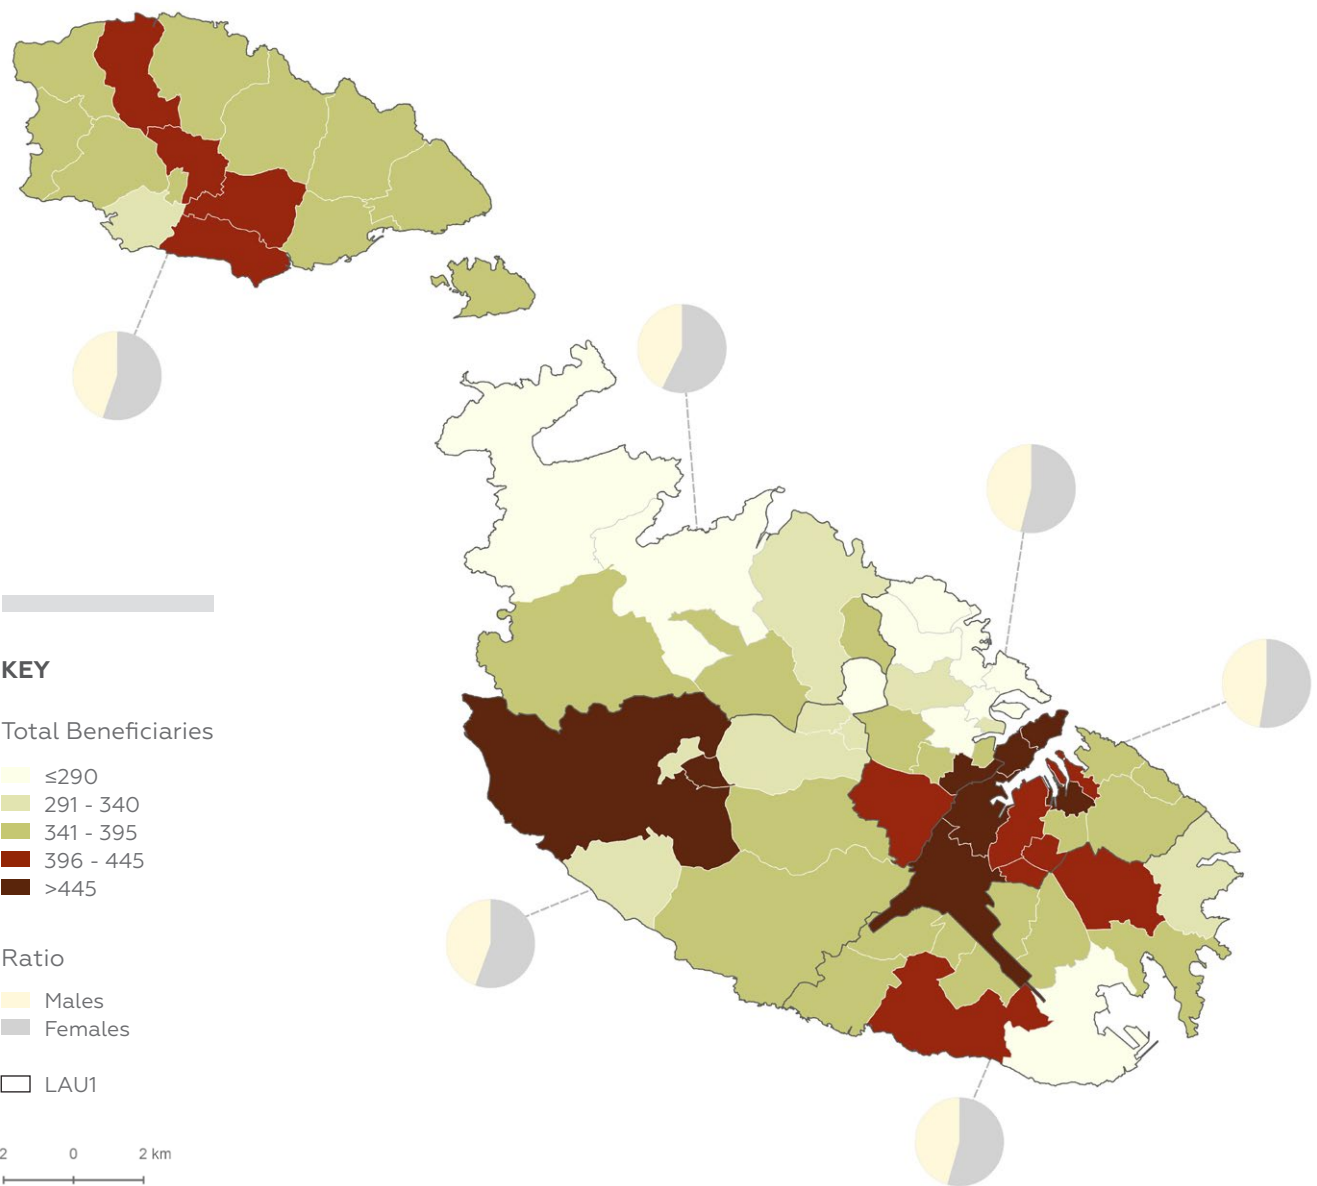 KEY
Total Beneficiaries
≤290
291 - 340
341 - 395
396 - 445
>445
Ratio
Males
Females
LAU1
2 0 2 km